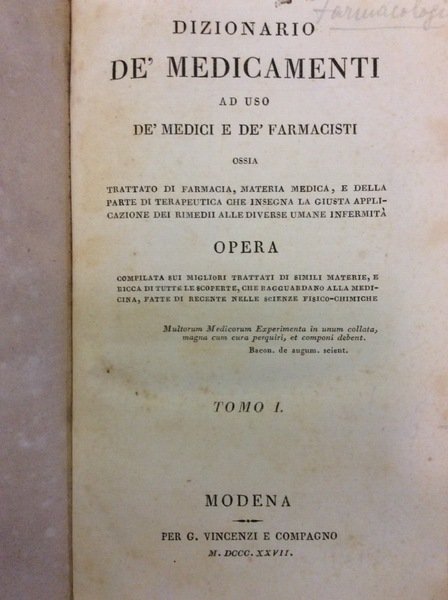 Farmacologi
DIZIONARIO
DE' MEDICAMENTI
AD USO
DE' MEDICI E DE' FARMACISTI
OSSIA
TRATTATO DI FARMACIA, MATERIA MEDICA, E DELLA
PARTE DI TERAPEUTICA CHE INSEGNA LA GIUSTA APPLI-
CAZIONE DEI RIMEDII ALLE DIVERSE UMANE INFERMITÀ
OPERA
COMPILATA SUI MIGLIORI TRATTATI DI SIMILI MATERIE, E
RICCA DI TUTTE LE SCOPERTE, CHE RAGGUARDANO ALLA MEDI-
CINA, FATTE DI RECENTE NELLE SCIENZE FISICO-CHIMICHE
Multorum Medicorum Experimenta in unum collata,
magna cum cura perquiri, et componi debent.
Bacon. de augum. scient.
TOMO I.
MODENA
PER G. VINCENZI E COMPAGNO
M. DCCC. XXVII.